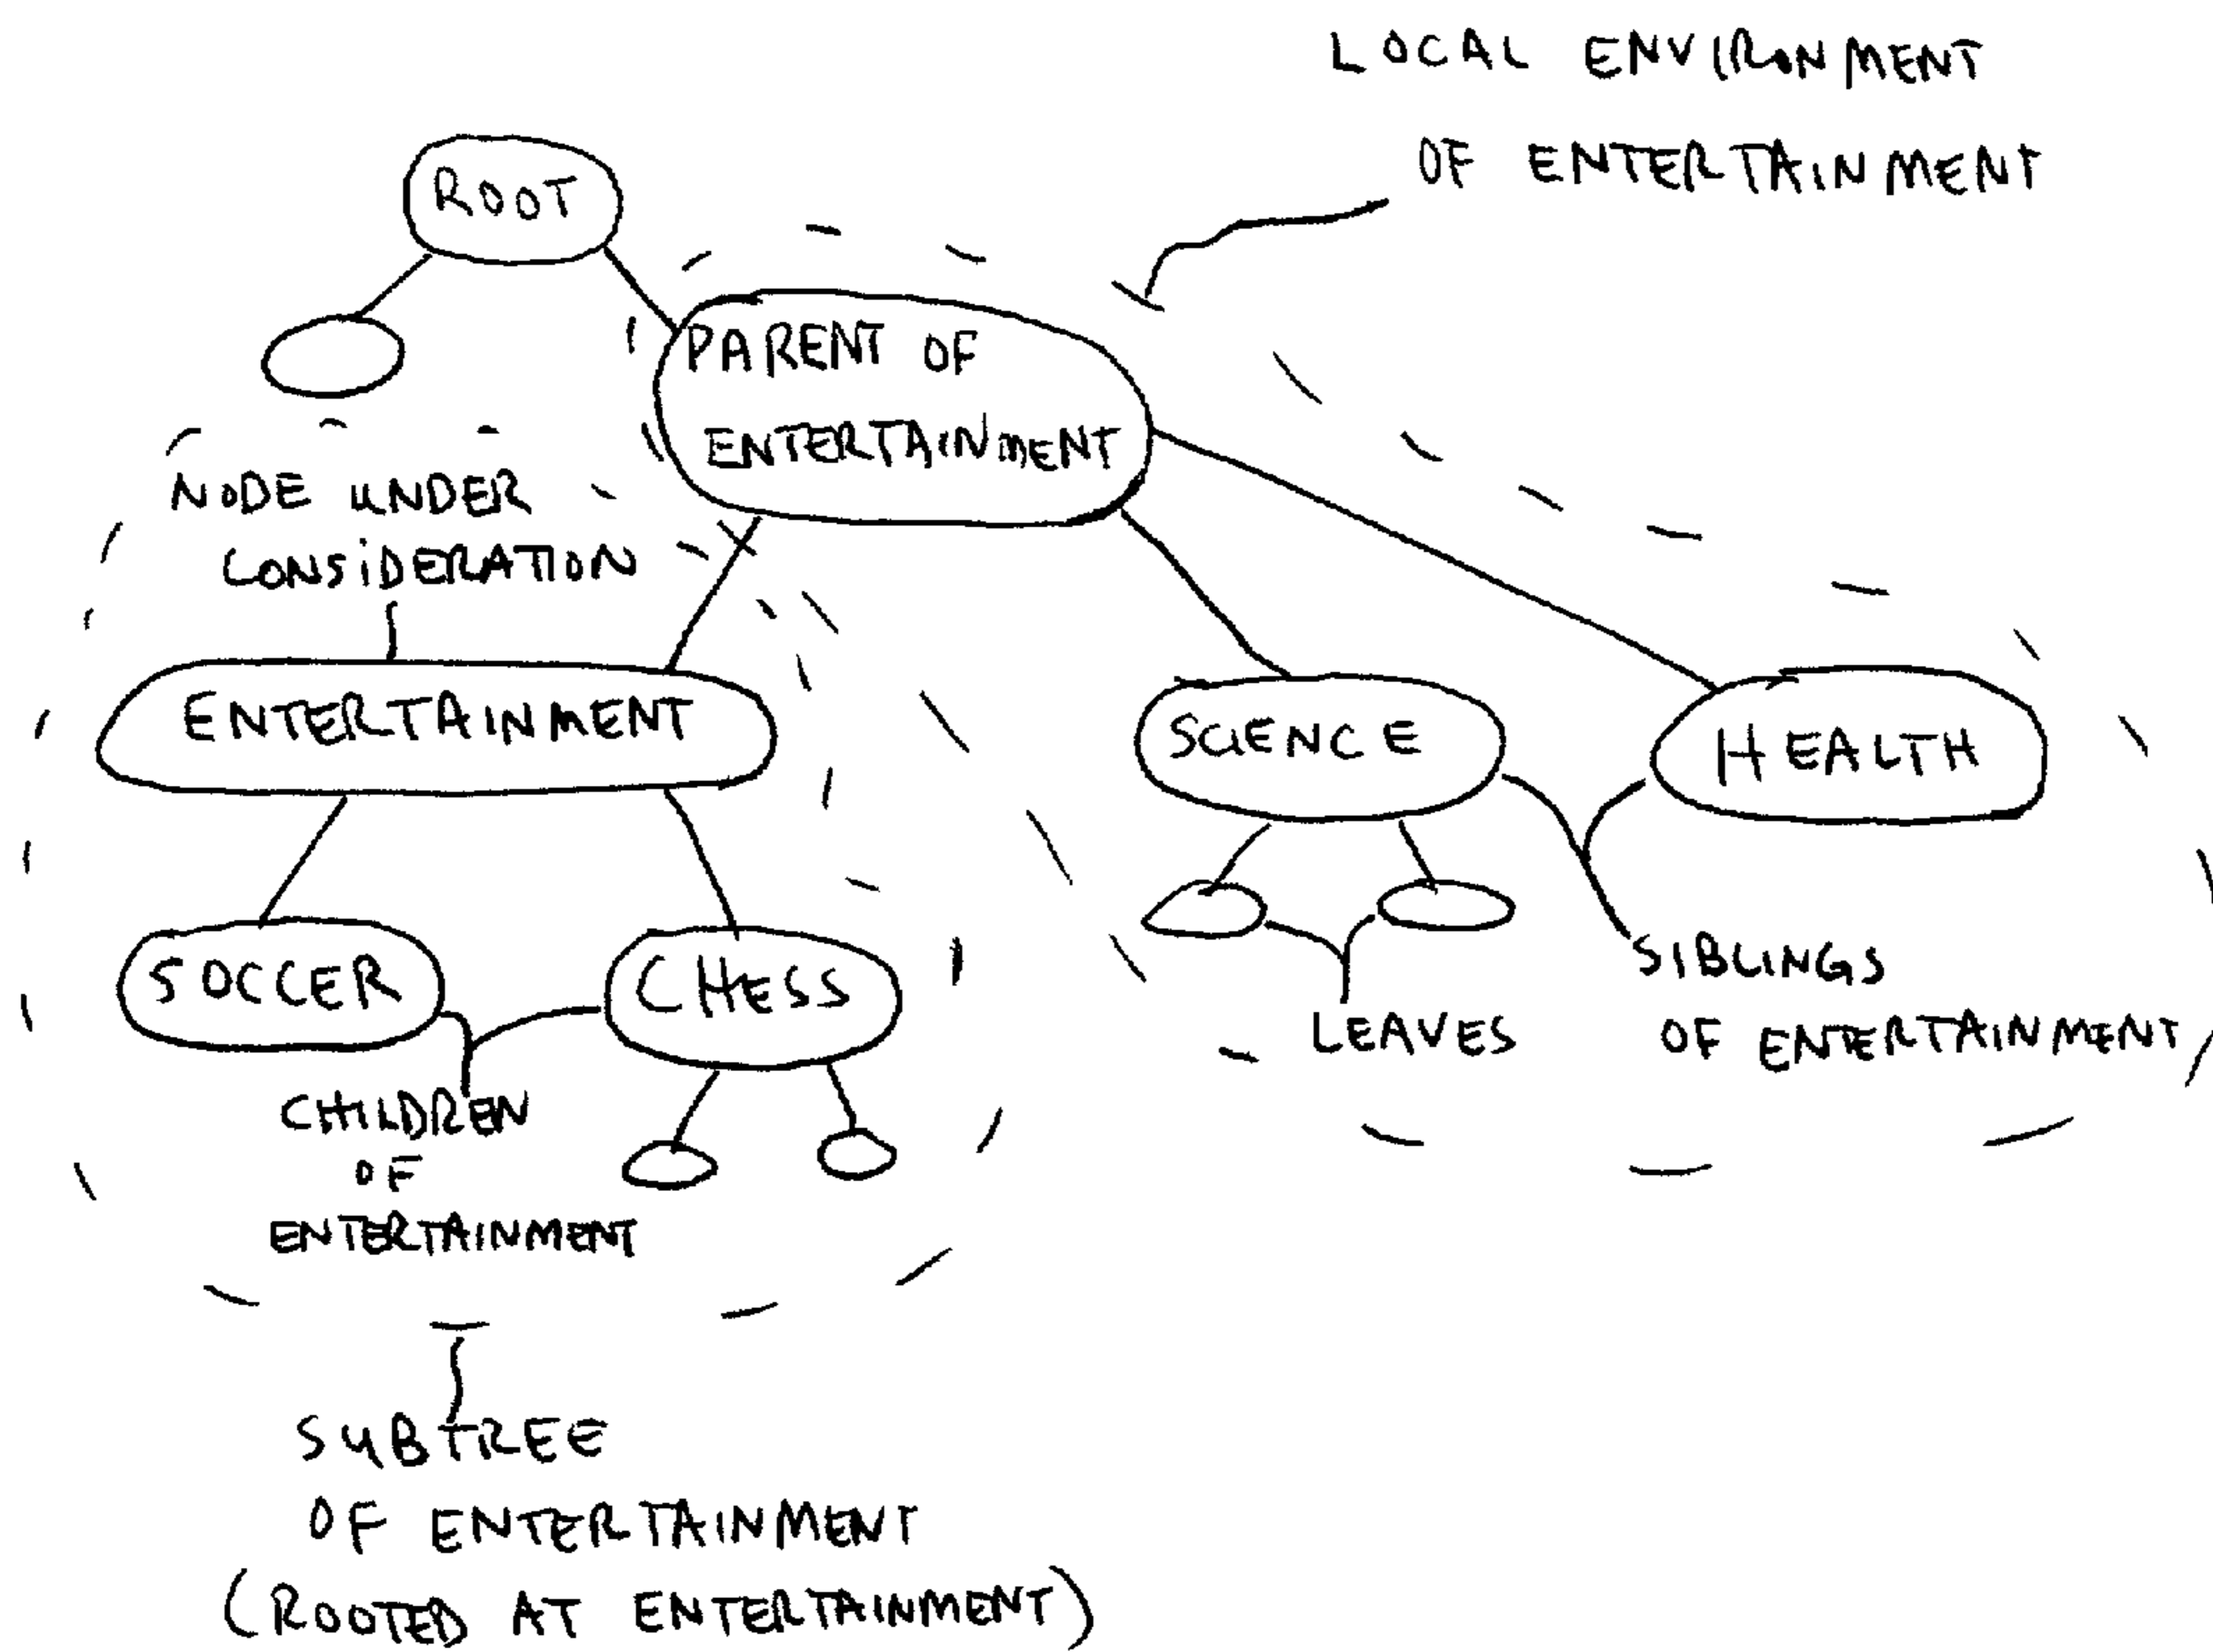 LOCAL ENVIRONMENT
OF ENTERTAINMENT
ROOT
PARENT OF
ENTERTAINMENT
NODE UNDER
CONSIDERATION
ENTERTAINMENT
SCIENCE
HEALTH
SOCCER
CHESS
SIBLINGS
OF ENTERTAINMENT
LEAVES
CHILDREN
OF
ENTERTAINMENT
SUBTREE
OF ENTERTAINMENT
(ROOTED AT ENTERTAINMENT)